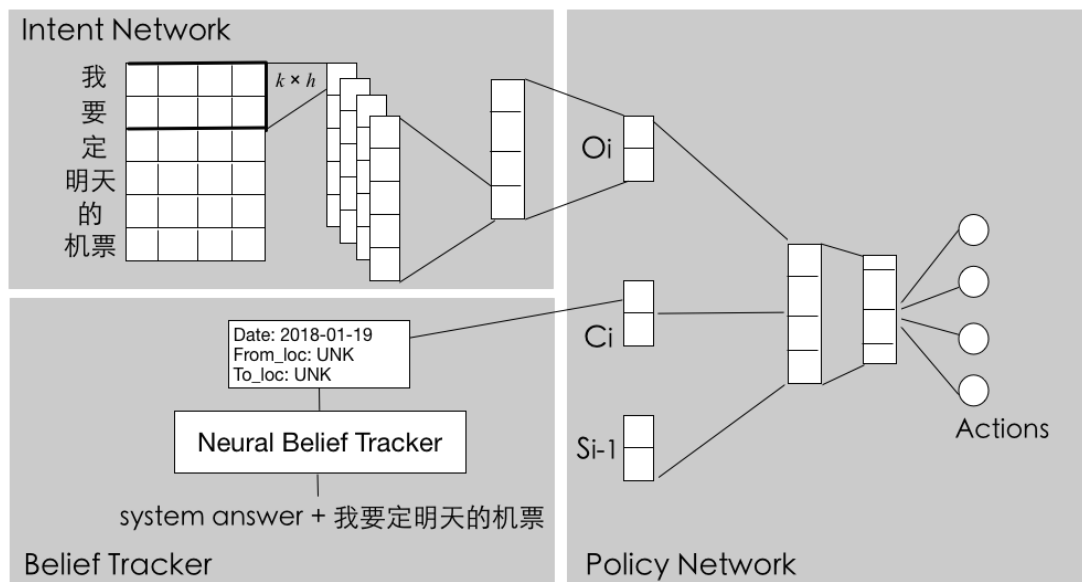 Intent Network
我
要
定
明天
的
机票
k × h
Oi
Date: 2018-01-19
From_loc: UNK
To_loc: UNK
Neural Belief Tracker
system answer + 我要定明天的机票
Belief Tracker
Ci
Si-1
Actions
Policy Network